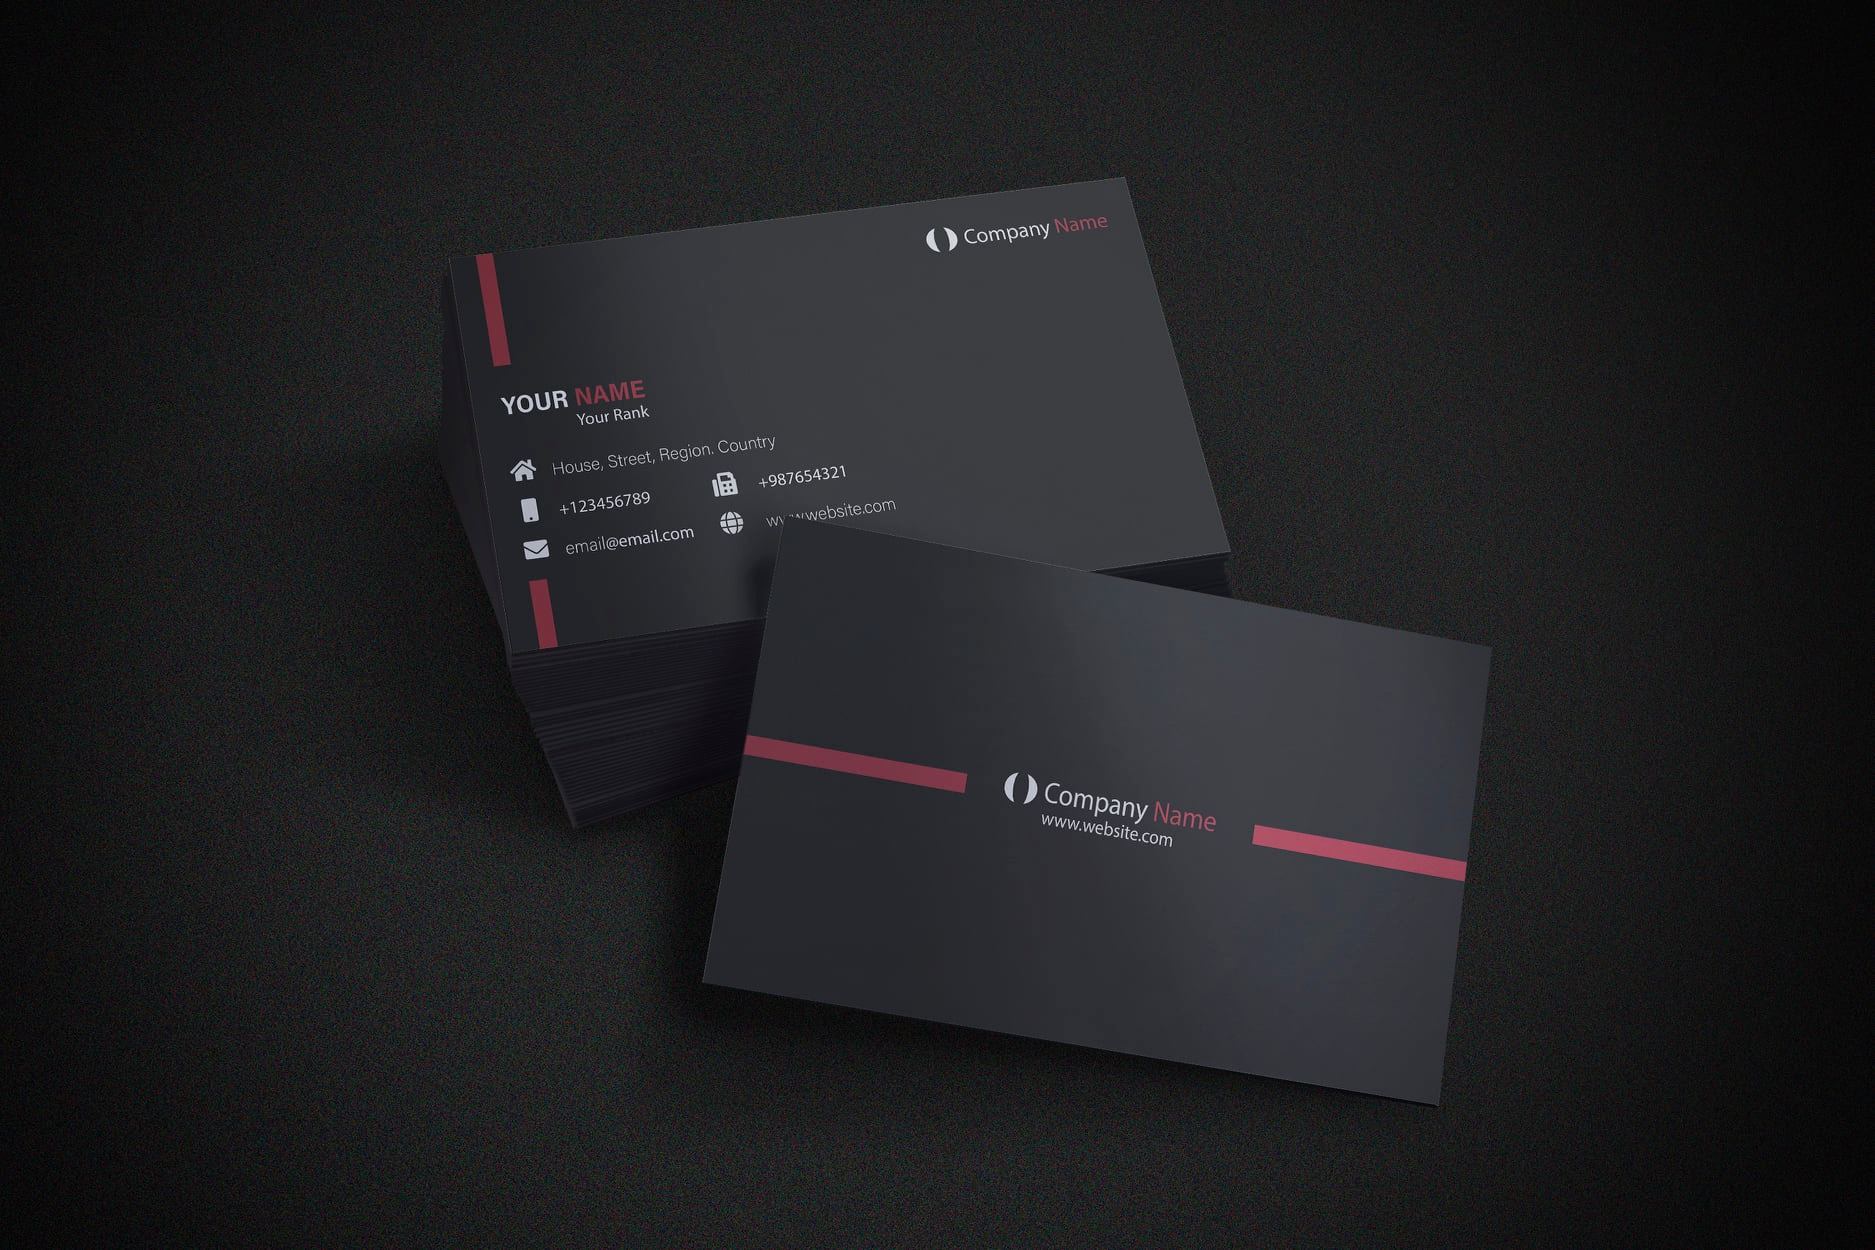 Company Name
YOUR NAME
Your Rank
House, Street, Region. Country
+123456789
+987654321
email@email.com
www.website.com
Company Name
www.website.com